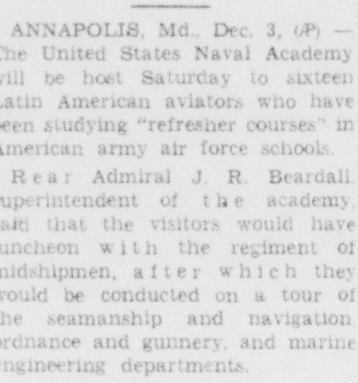 ANNAPOLIS, Md., Dec. 3, (AP) —
The United States Naval Academy
will be host Saturday to sixteen
Latin American aviators who have
been studying "refresher courses" in
American army air force schools.
Rear Admiral J. R. Beardall,
superintendent of the academy,
said that the visitors would have
luncheon with the regiment of
midshipmen, after which they
would be conducted on a tour of
the seamanship and navigation,
ordnance and gunnery, and marine
engineering departments.